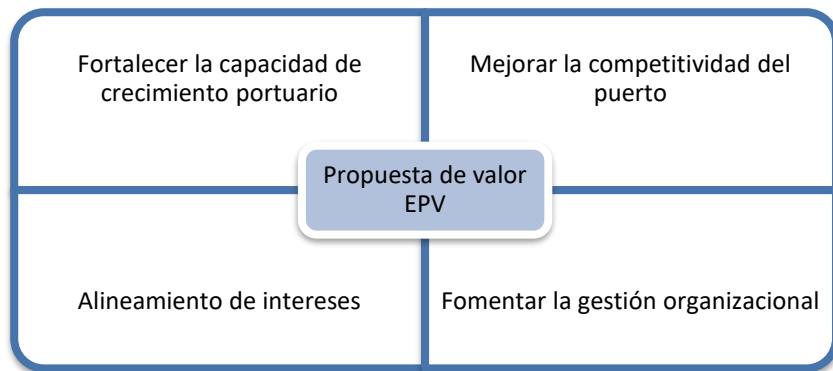 Fortalecer la capacidad de
crecimiento portuario
Mejorar la competitividad del
puerto
Propuesta de valor
EPV
Alineamiento de intereses
Fomentar la gestión organizacional